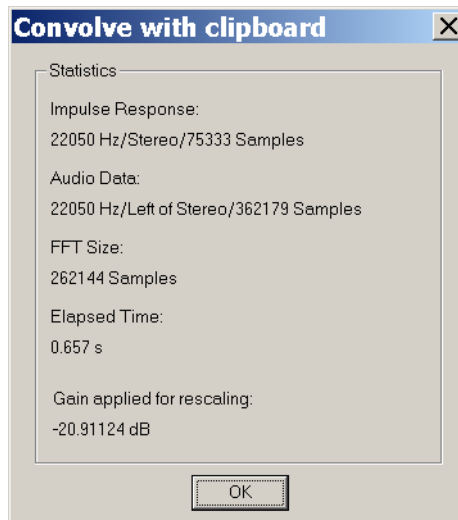 Convolve with clipboard
Statistics
Impulse Response:
22050 Hz/Stereo/75333 Samples
Audio Data:
22050 Hz/Left of Stereo/362179 Samples
FFT Size:
262144 Samples
Elapsed Time:
0.657 s
Gain applied for rescaling:
-20.91124 dB
OK